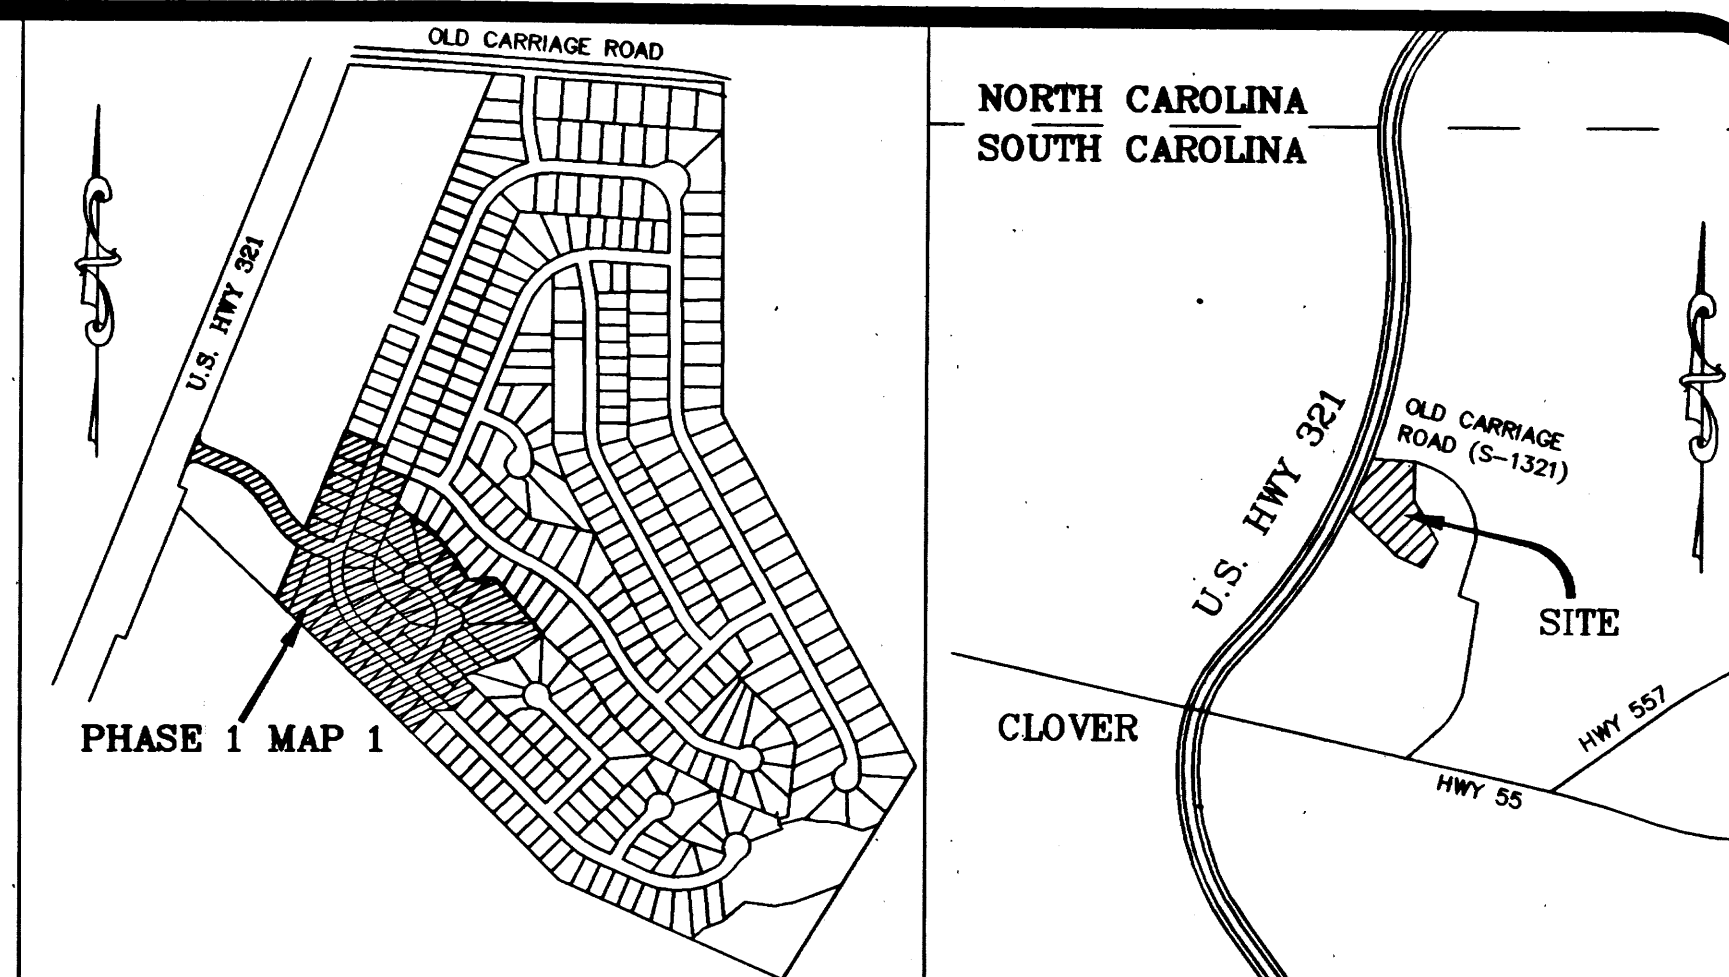 OLD CARRIAGE ROAD
U.S. HWY 321
PHASE 1 MAP 1
NORTH CAROLINA
SOUTH CAROLINA
U.S. HWY 321
OLD CARRIAGE
ROAD (S-1321)
SITE
CLOVER
HWY 557
HWY 55